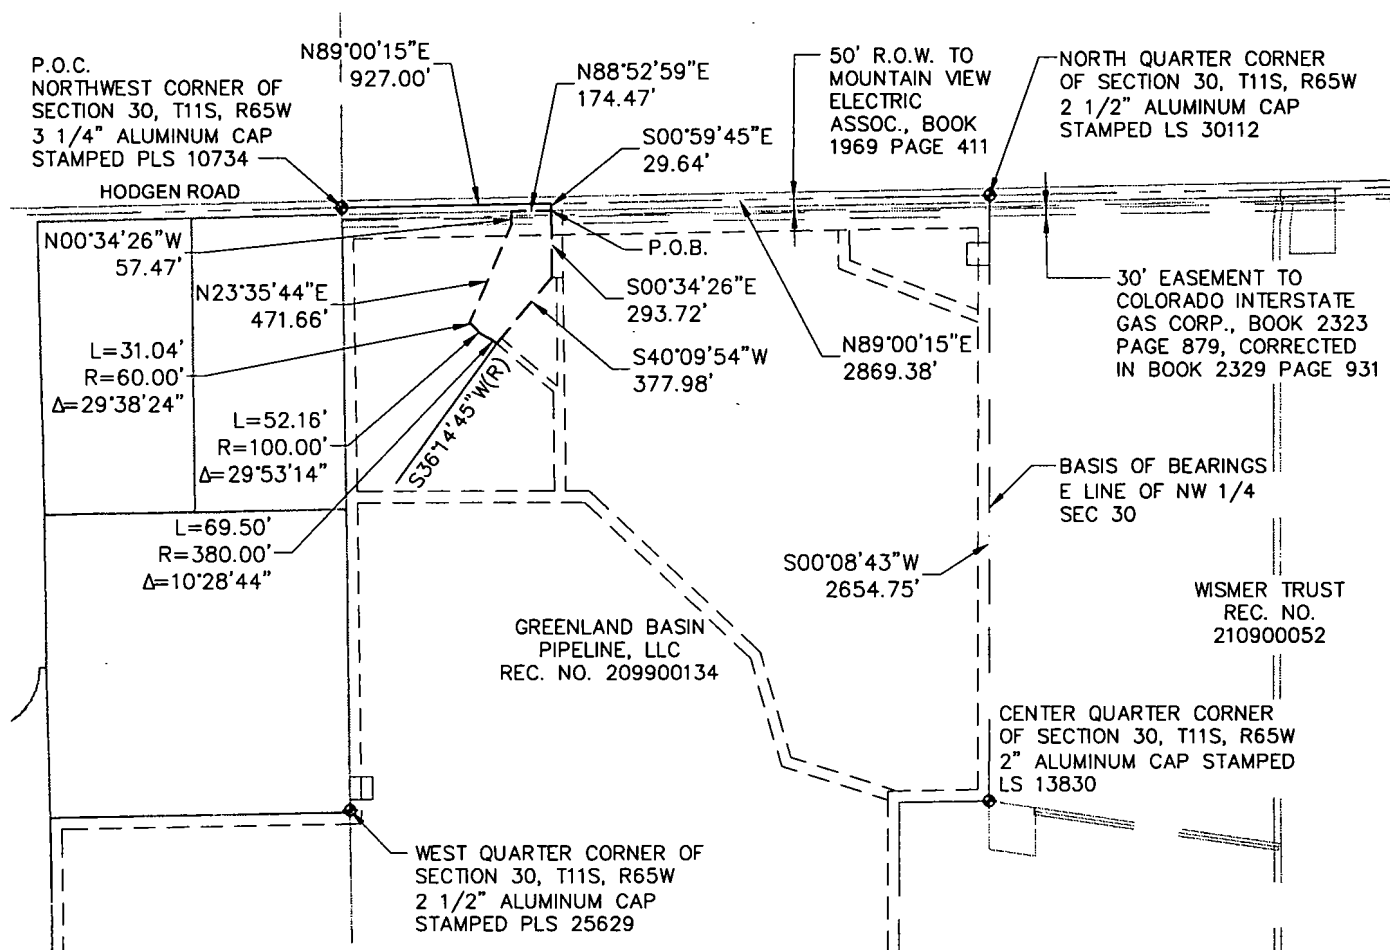 P.O.C.
NORTHWEST CORNER OF
SECTION 30, T11S, R65W
3 1/4" ALUMINUM CAP
STAMPED PLS 10734
HODGEN ROAD
N89°00'15"E
927.00'
N88°52'59"E
174.47'
S00°59'45"E
29.64'
50' R.O.W. TO
MOUNTAIN VIEW
ELECTRIC
ASSOC., BOOK
1969 PAGE 411
NORTH QUARTER CORNER
OF SECTION 30, T11S, R65W
2 1/2" ALUMINUM CAP
STAMPED LS 30112
N00°34'26"W
57.47'
P.O.B.
N23°35'44"E
471.66'
S00°34'26"E
293.72'
S40°09'54"W
377.98'
N89°00'15"E
2869.38'
30' EASEMENT TO
COLORADO INTERSTATE
GAS CORP., BOOK 2323
PAGE 879, CORRECTED
IN BOOK 2329 PAGE 931
L=31.04'
R=60.00'
Δ=29°38'24"
L=52.16'
R=100.00'
Δ=29°53'14"
S36°14'45"W(R)
L=69.50'
R=380.00'
Δ=10°28'44"
BASIS OF BEARINGS
E LINE OF NW 1/4
SEC 30
S00°08'43"W
2654.75'
WISMER TRUST
REC. NO.
210900052
GREENLAND BASIN
PIPELINE, LLC
REC. NO. 209900134
CENTER QUARTER CORNER
OF SECTION 30, T11S, R65W
2" ALUMINUM CAP STAMPED
LS 13830
WEST QUARTER CORNER OF
SECTION 30, T11S, R65W
2 1/2" ALUMINUM CAP
STAMPED PLS 25629